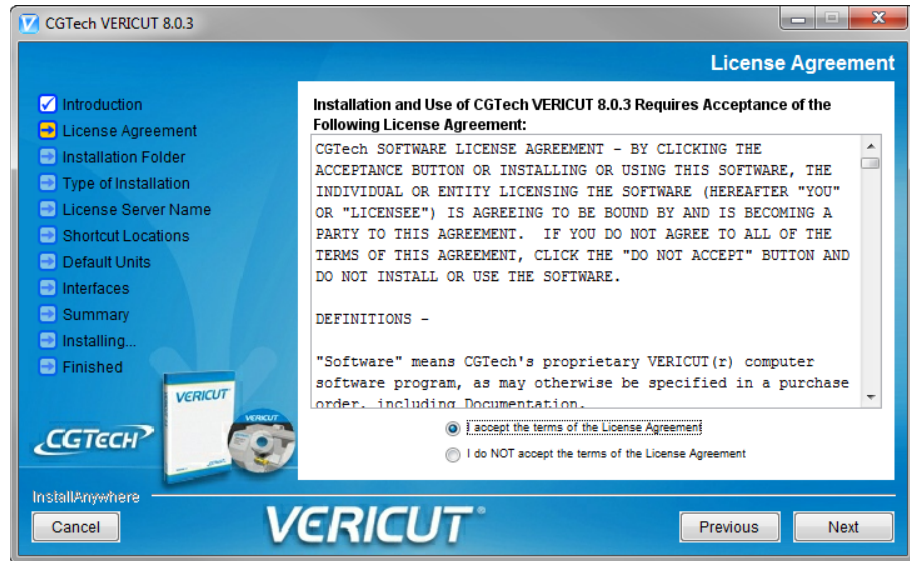 CGTech VERICUT 8.0.3
License Agreement
Introduction
License Agreement
Installation Folder
Type of Installation
License Server Name
Shortcut Locations
Default Units
Interfaces
Summary
Installing...
Finished
Installation and Use of CGTech VERICUT 8.0.3 Requires Acceptance of the
Following License Agreement:
CGTech SOFTWARE LICENSE AGREEMENT - BY CLICKING THE
ACCEPTANCE BUTTON OR INSTALLING OR USING THIS SOFTWARE, THE
INDIVIDUAL OR ENTITY LICENSING THE SOFTWARE (HEREAFTER "YOU"
OR "LICENSEE") IS AGREEING TO BE BOUND BY AND IS BECOMING A
PARTY TO THIS AGREEMENT.  IF YOU DO NOT AGREE TO ALL OF THE
TERMS OF THIS AGREEMENT, CLICK THE "DO NOT ACCEPT" BUTTON AND
DO NOT INSTALL OR USE THE SOFTWARE.
DEFINITIONS -
"Software" means CGTech's proprietary VERICUT(r) computer
software program, as may otherwise be specified in a purchase
order, including Documentation.
I accept the terms of the License Agreement
I do NOT accept the terms of the License Agreement
VERICUT
VERICUT
CGTECH
InstallAnywhere
Cancel
VERICUT
Previous
Next